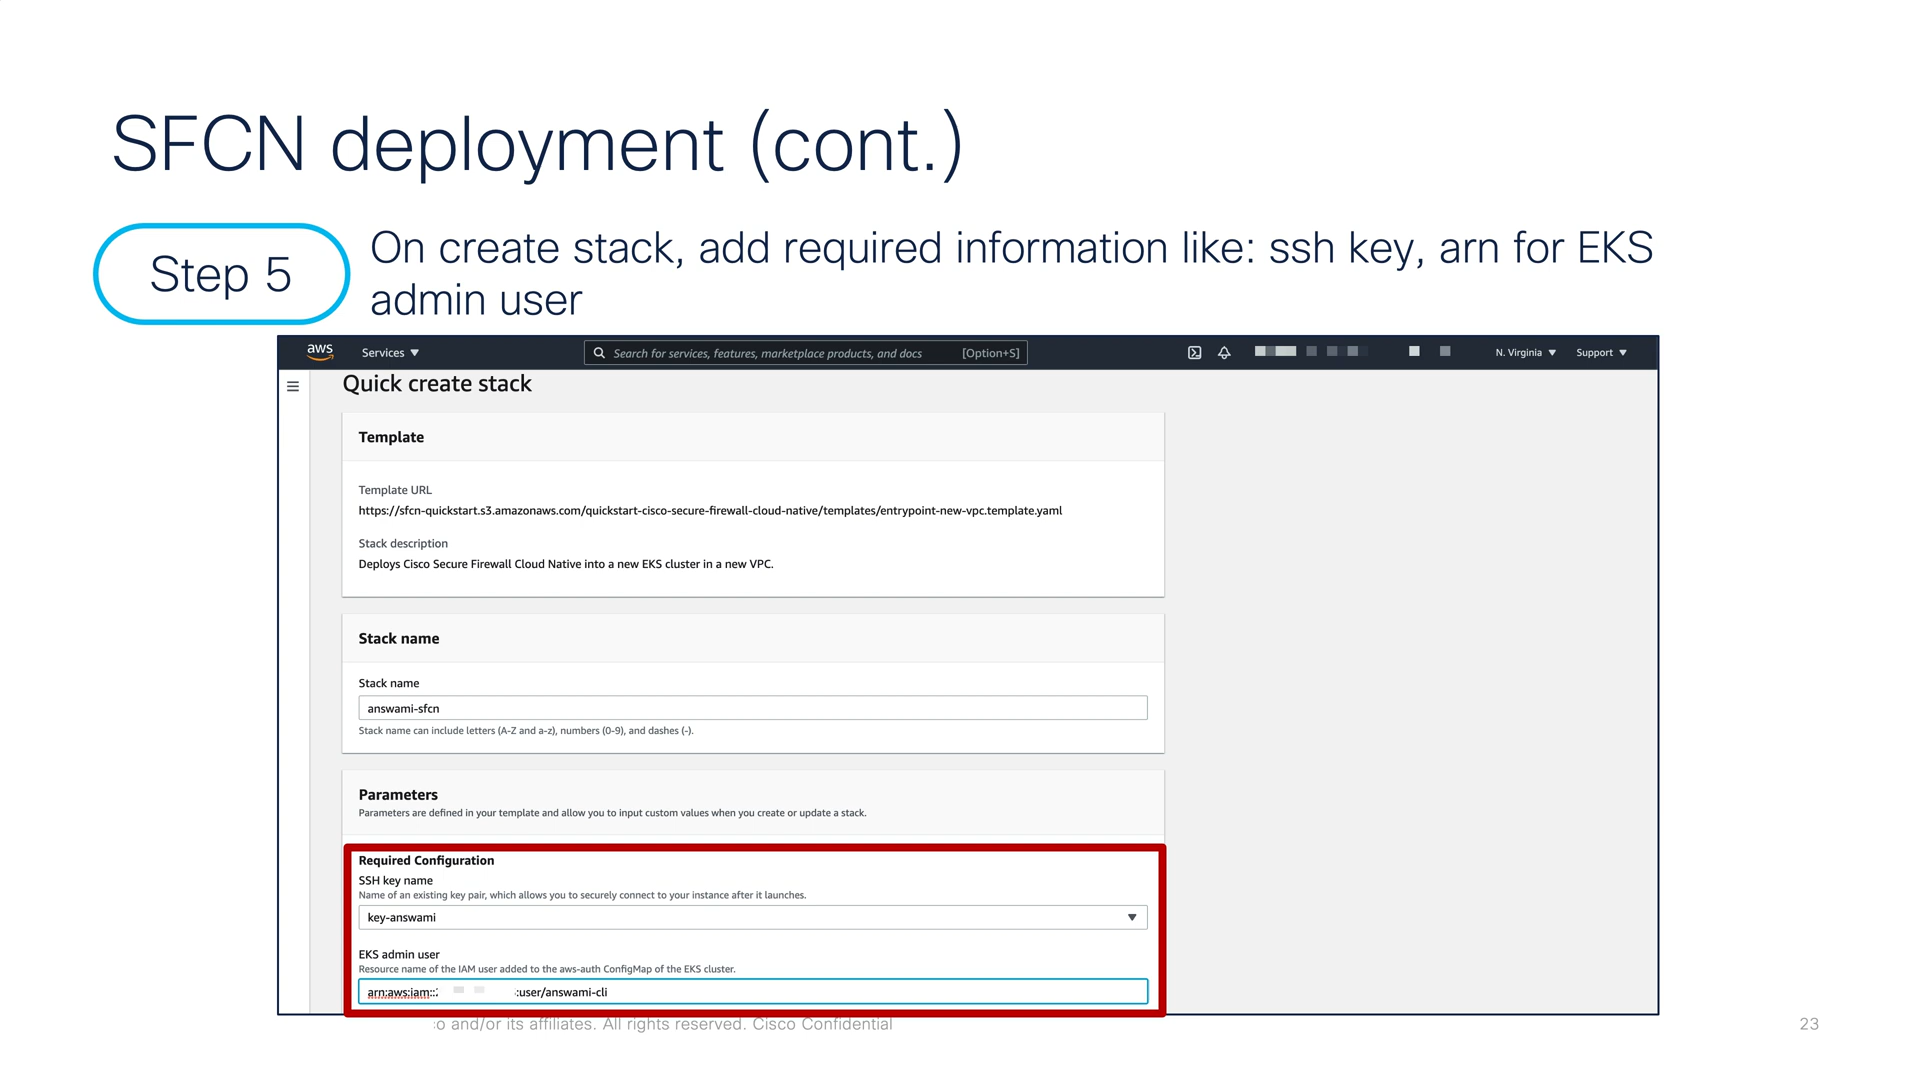 SFCN deployment (cont.)
Step 5
On create stack, add required information like: ssh key, arn for EKS
admin user
aws
Services
Search for services, features, marketplace products, and docs [Option+S]
N. Virginia
Support
Quick create stack
Template
Template URL
https://sfcn-quickstart.s3.amazonaws.com/quickstart-cisco-secure-firewall-cloud-native/templates/entrypoint-new-vpc.template.yaml
Stack description
Deploys Cisco Secure Firewall Cloud Native into a new EKS cluster in a new VPC.
Stack name
Stack name
answami-sfcn
Stack name can include letters (A-Z and a-z), numbers (0-9), and dashes (-).
Parameters
Parameters are defined in your template and allow you to input custom values when you create or update a stack.
Required Configuration
SSH key name
Name of an existing key pair, which allows you to securely connect to your instance after it launches.
key-answami
EKS admin user
Resource name of the IAM user added to the aws-auth ConfigMap of the EKS cluster.
arn:aws:iam:: :user/answami-cli
o and/or its affiliates. All rights reserved. Cisco Confidential
23